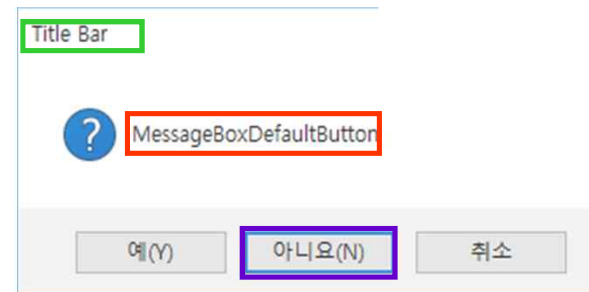 Title Bar
?
MessageBoxDefaultButton
예(Y) 아니요(N) 취소